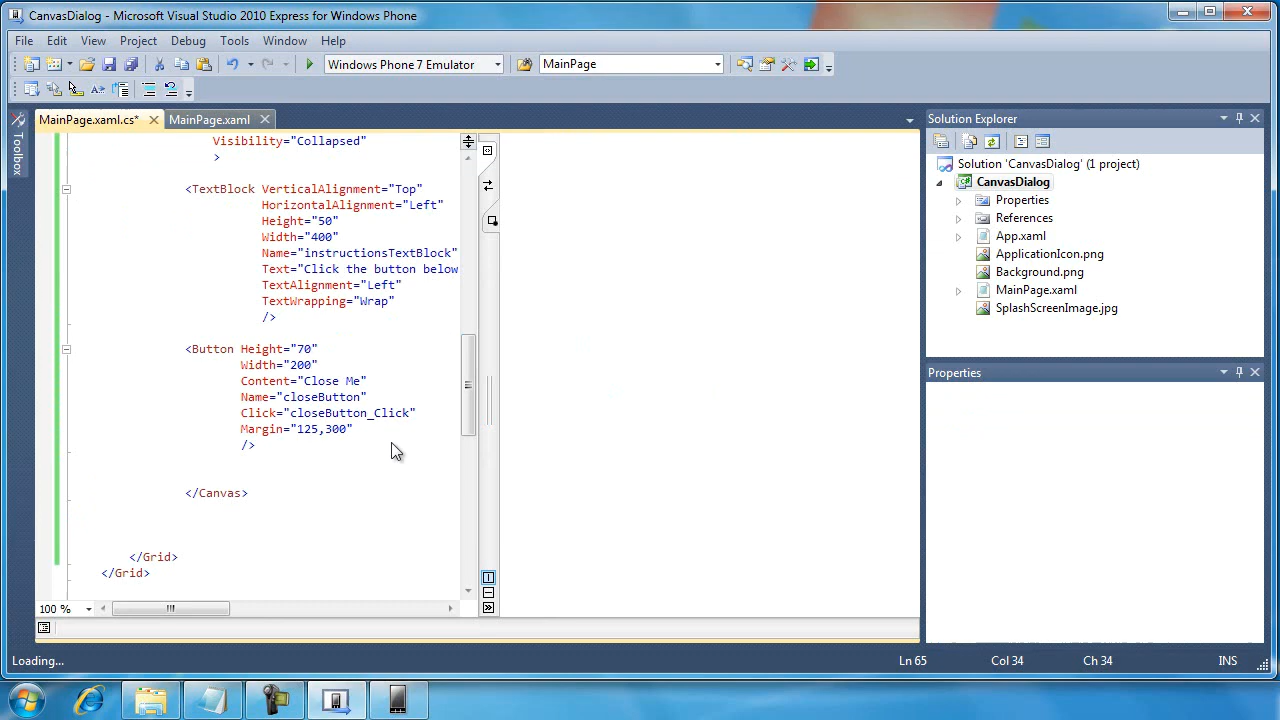 CanvasDialog - Microsoft Visual Studio 2010 Express for Windows Phone
File Edit View Project Debug Tools Window Help
Windows Phone 7 Emulator MainPage
MainPage.xaml.cs* MainPage.xaml
Toolbox
Visibility="Collapsed"
>
<TextBlock VerticalAlignment="Top"
HorizontalAlignment="Left"
Height="50"
Width="400"
Name="instructionsTextBlock"
Text="Click the button below
TextAlignment="Left"
TextWrapping="Wrap"
/>
<Button Height="70"
Width="200"
Content="Close Me"
Name="closeButton"
Click="closeButton_Click"
Margin="125,300"
/>
</Canvas>
</Grid>
</Grid>
100 %
Solution Explorer
Solution 'CanvasDialog' (1 project)
CanvasDialog
Properties
References
App.xaml
ApplicationIcon.png
Background.png
MainPage.xaml
SplashScreenImage.jpg
Properties
Loading... Ln 65 Col 34 Ch 34 INS